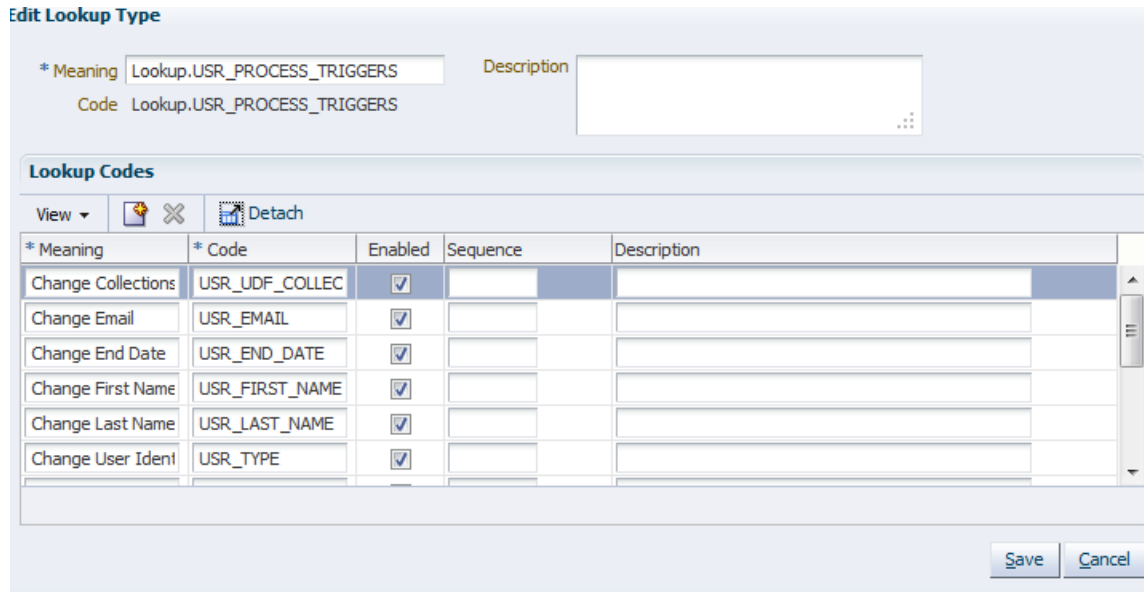 Edit Lookup Type
* Meaning Lookup.USR_PROCESS_TRIGGERS Description
Code Lookup.USR_PROCESS_TRIGGERS
Lookup Codes
View Detach
* Meaning * Code Enabled Sequence Description
Change Collections USR_UDF_COLLEC
Change Email USR_EMAIL
Change End Date USR_END_DATE
Change First Name USR_FIRST_NAME
Change Last Name USR_LAST_NAME
Change User Ident USR_TYPE
Save Cancel